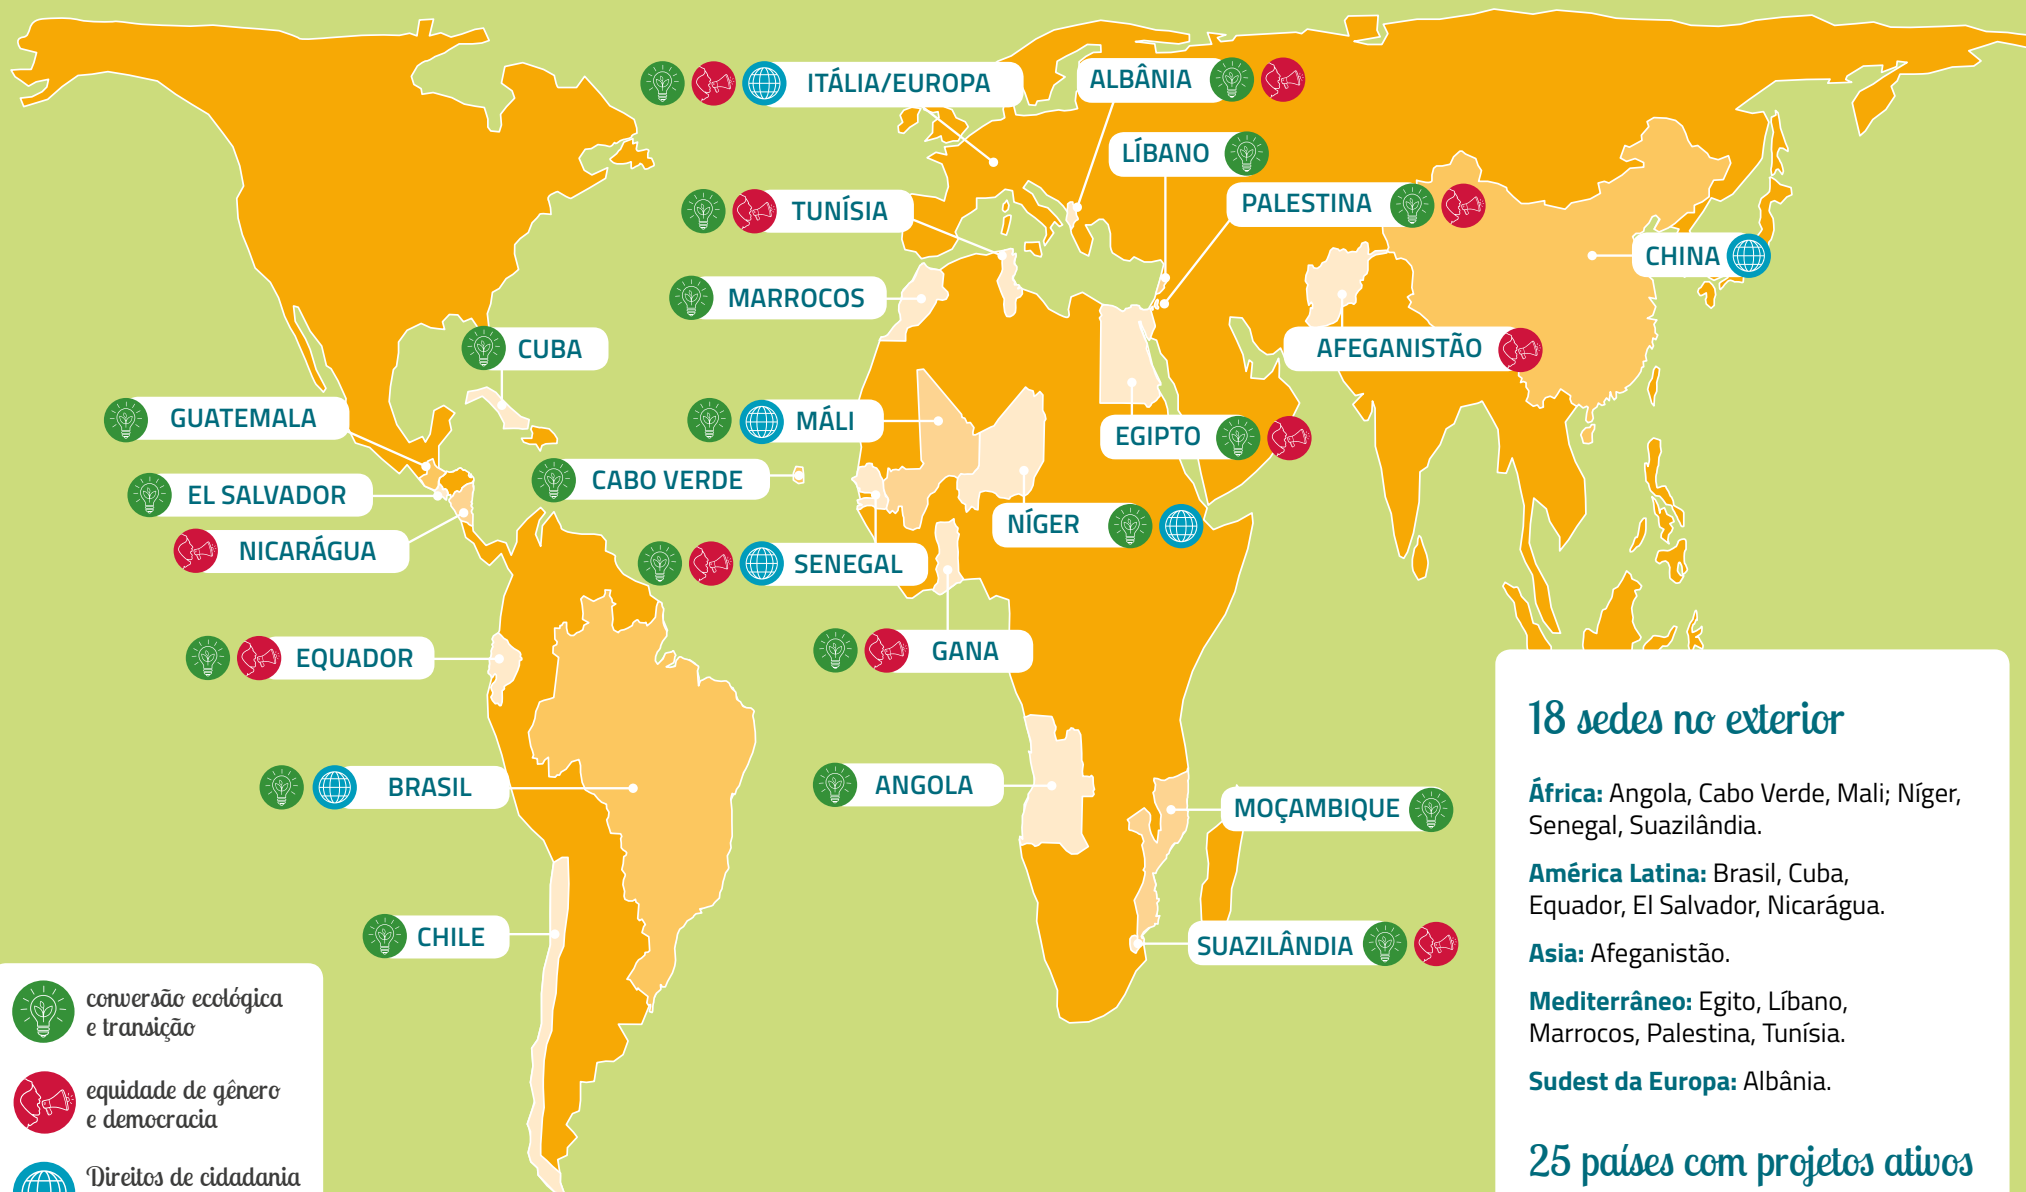 ITÁLIA/EUROPA
ALBÂNIA
LÍBANO
TUNÍSIA
PALESTINA
CHINA
MARROCOS
CUBA
AFEGANISTÃO
GUATEMALA
MÁLI
EGIPTO
CABO VERDE
EL SALVADOR
NÍGER
NICARÁGUA
SENEGAL
EQUADOR
GANA
BRASIL
ANGOLA
MOÇAMBIQUE
CHILE
SUAZILÂNDIA
conversão ecológica
e transição
equidade de gênero
e democracia
Direitos de cidadania
18 sedes no exterior
África: Angola, Cabo Verde, Mali; Níger,
Senegal, Suazilândia.
América Latina: Brasil, Cuba,
Equador, El Salvador, Nicarágua.
Asia: Afeganistão.
Mediterrâneo: Egito, Líbano,
Marrocos, Palestina, Tunísia.
Sudest da Europa: Albânia.
25 países com projetos ativos